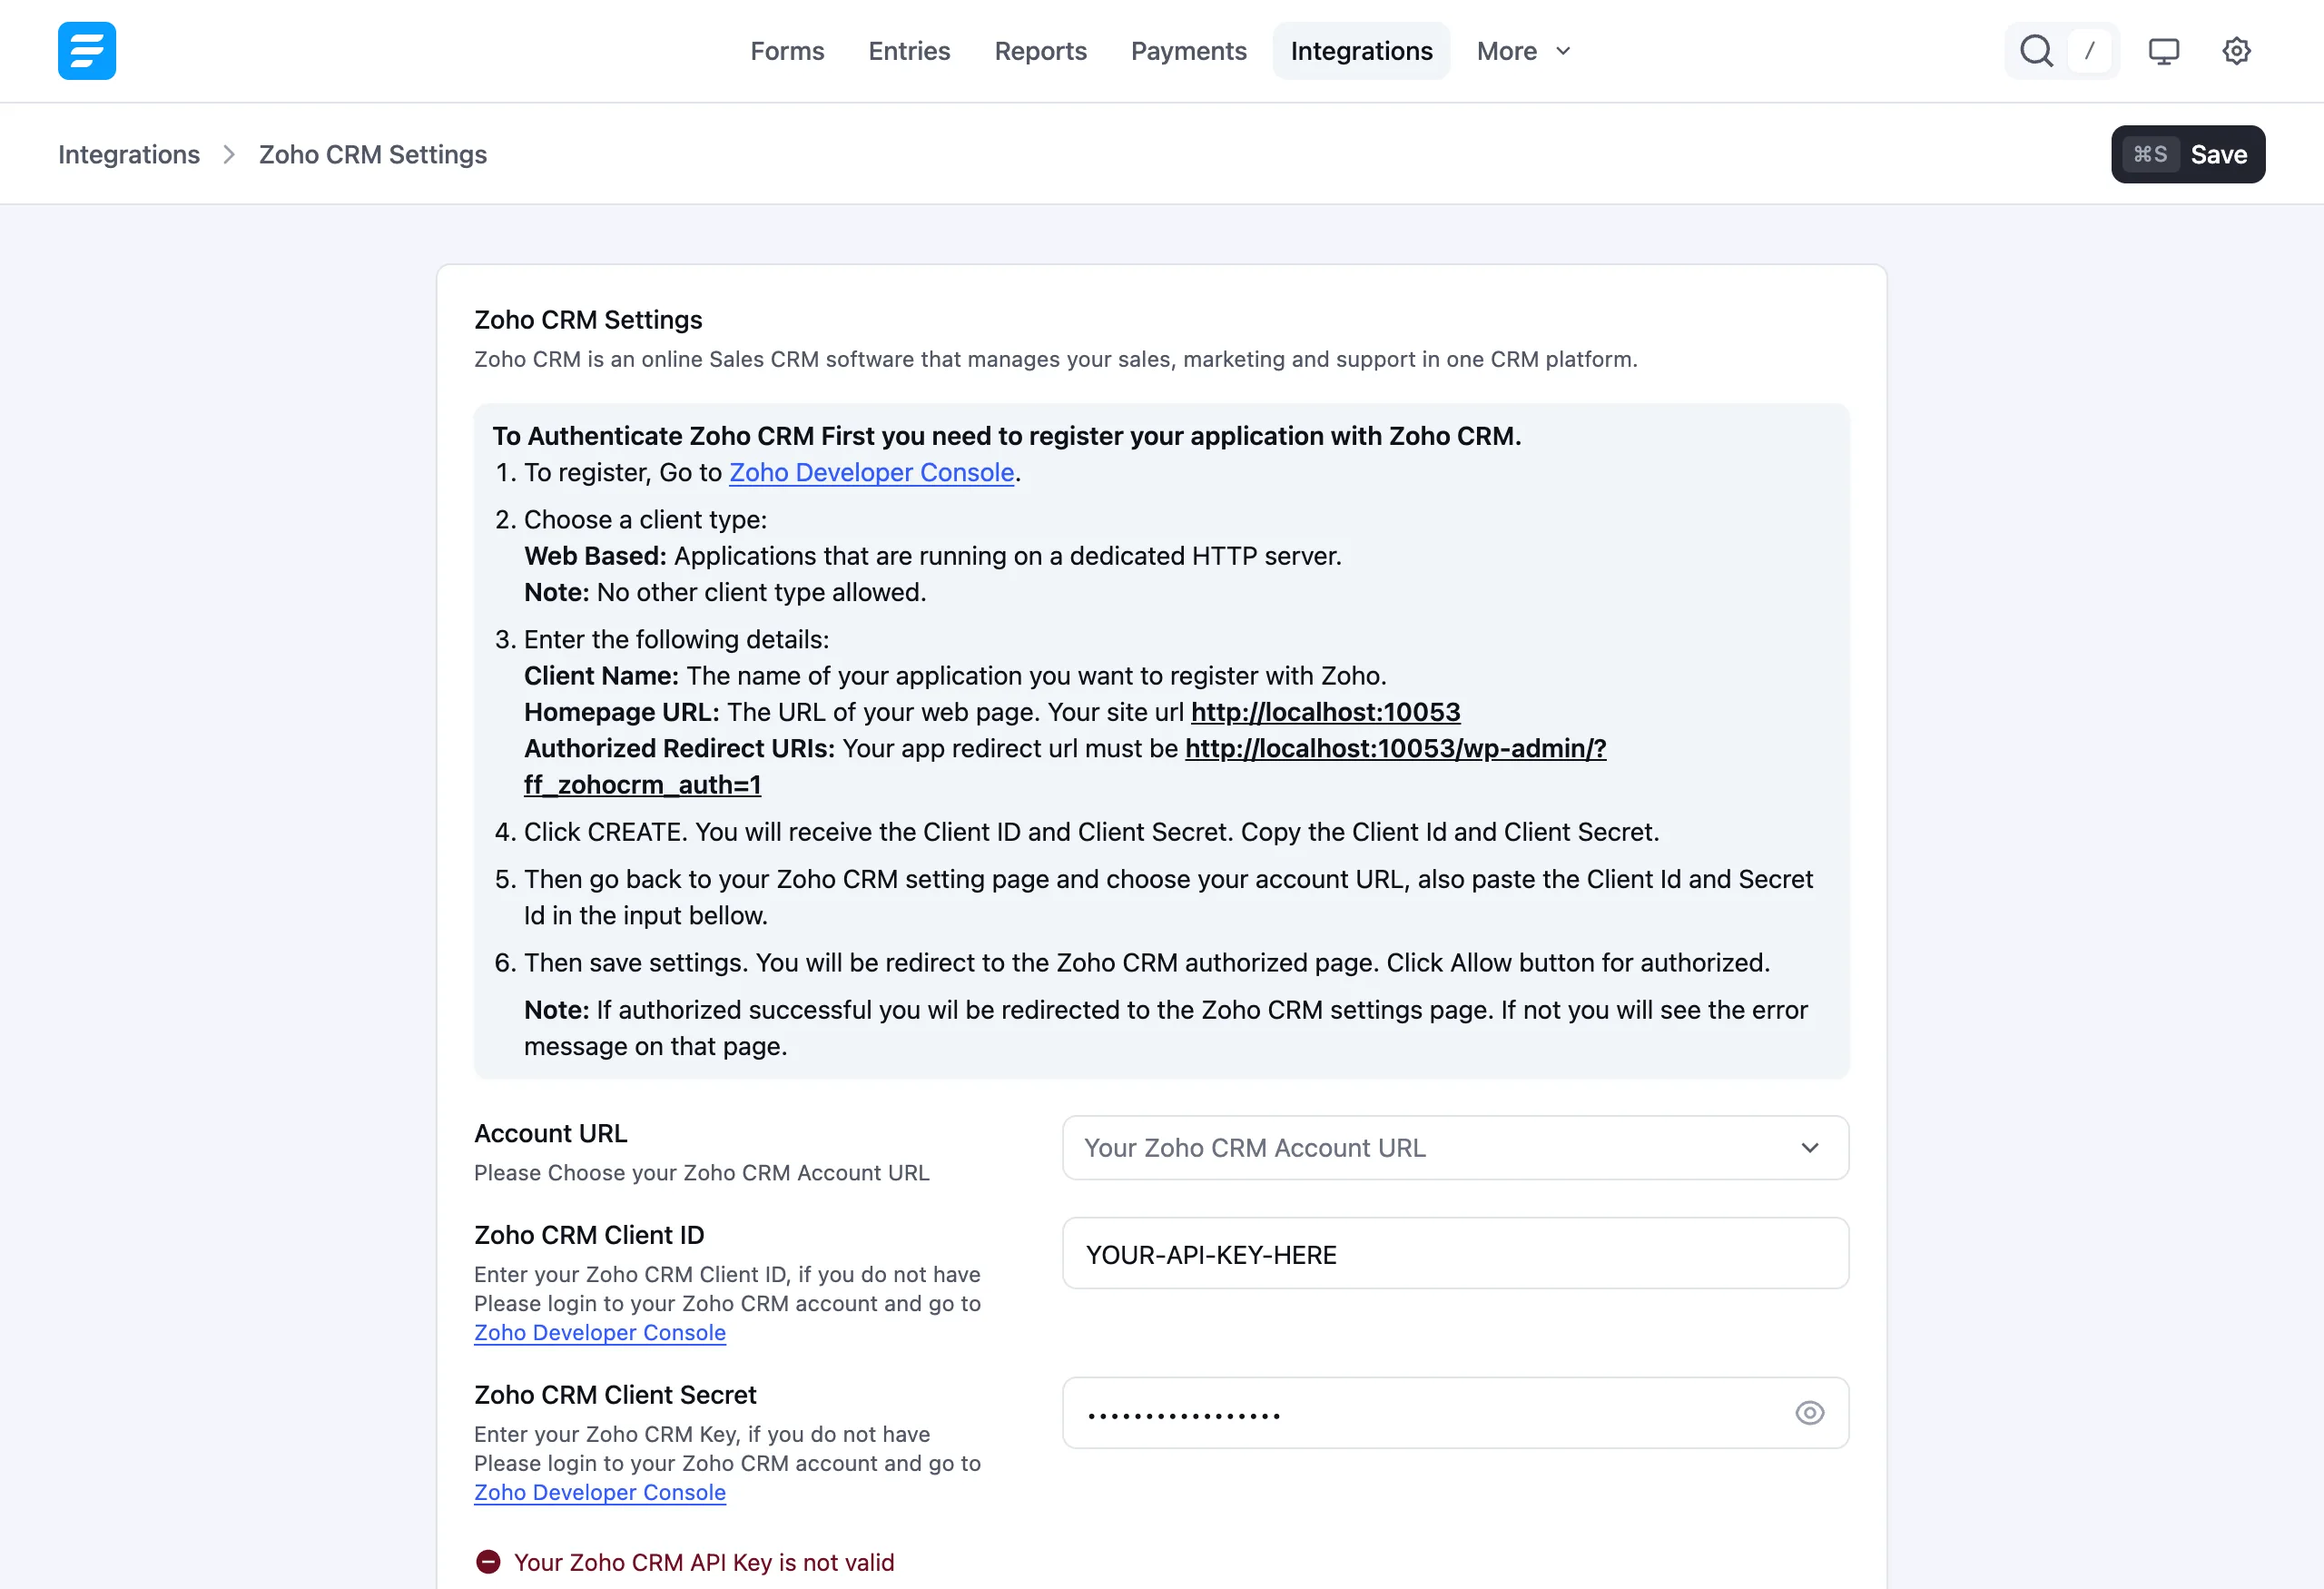 Forms Entries Reports Payments Integrations More /
Integrations > Zoho CRM Settings ⌘S Save
Zoho CRM Settings
Zoho CRM is an online Sales CRM software that manages your sales, marketing and support in one CRM platform.
To Authenticate Zoho CRM First you need to register your application with Zoho CRM.
1. To register, Go to Zoho Developer Console.
2. Choose a client type:
Web Based: Applications that are running on a dedicated HTTP server.
Note: No other client type allowed.
3. Enter the following details:
Client Name: The name of your application you want to register with Zoho.
Homepage URL: The URL of your web page. Your site url http://localhost:10053
Authorized Redirect URIs: Your app redirect url must be http://localhost:10053/wp-admin/?
ff_zohocrm_auth=1
4. Click CREATE. You will receive the Client ID and Client Secret. Copy the Client Id and Client Secret.
5. Then go back to your Zoho CRM setting page and choose your account URL, also paste the Client Id and Secret
Id in the input bellow.
6. Then save settings. You will be redirect to the Zoho CRM authorized page. Click Allow button for authorized.
Note: If authorized successful you wil be redirected to the Zoho CRM settings page. If not you will see the error
message on that page.
Account URL
Please Choose your Zoho CRM Account URL
Your Zoho CRM Account URL
Zoho CRM Client ID
Enter your Zoho CRM Client ID, if you do not have
Please login to your Zoho CRM account and go to
Zoho Developer Console
YOUR-API-KEY-HERE
Zoho CRM Client Secret
Enter your Zoho CRM Key, if you do not have
Please login to your Zoho CRM account and go to
Zoho Developer Console
•••••••••••••••••
Your Zoho CRM API Key is not valid